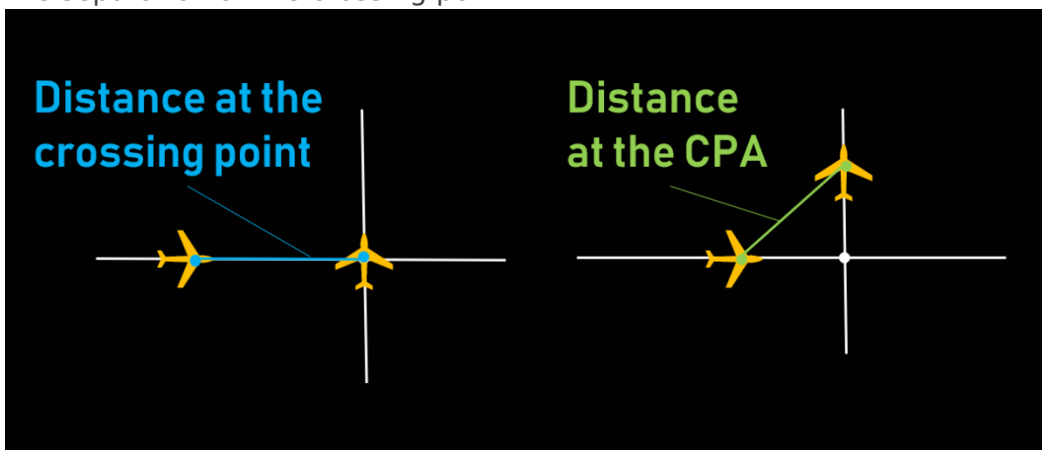 Distance at the
crossing point
Distance
at the CPA